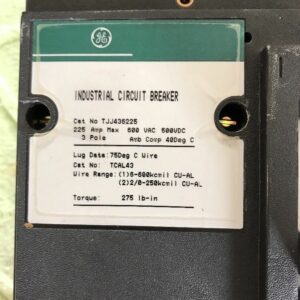 GE
INDUSTRIAL CIRCUIT BREAKER
Cat No TJJ436225
225 Amp Max 600 VAC 500VDC
3 Pole Amb Comp 40Deg C
Lug Data: 75Deg C Wire
Cat No: TCAL43
Wire Range: (1)6-600kcmil CU-AL
(2)2/0-250kcmil CU-AL
Torque: 275 lb-in